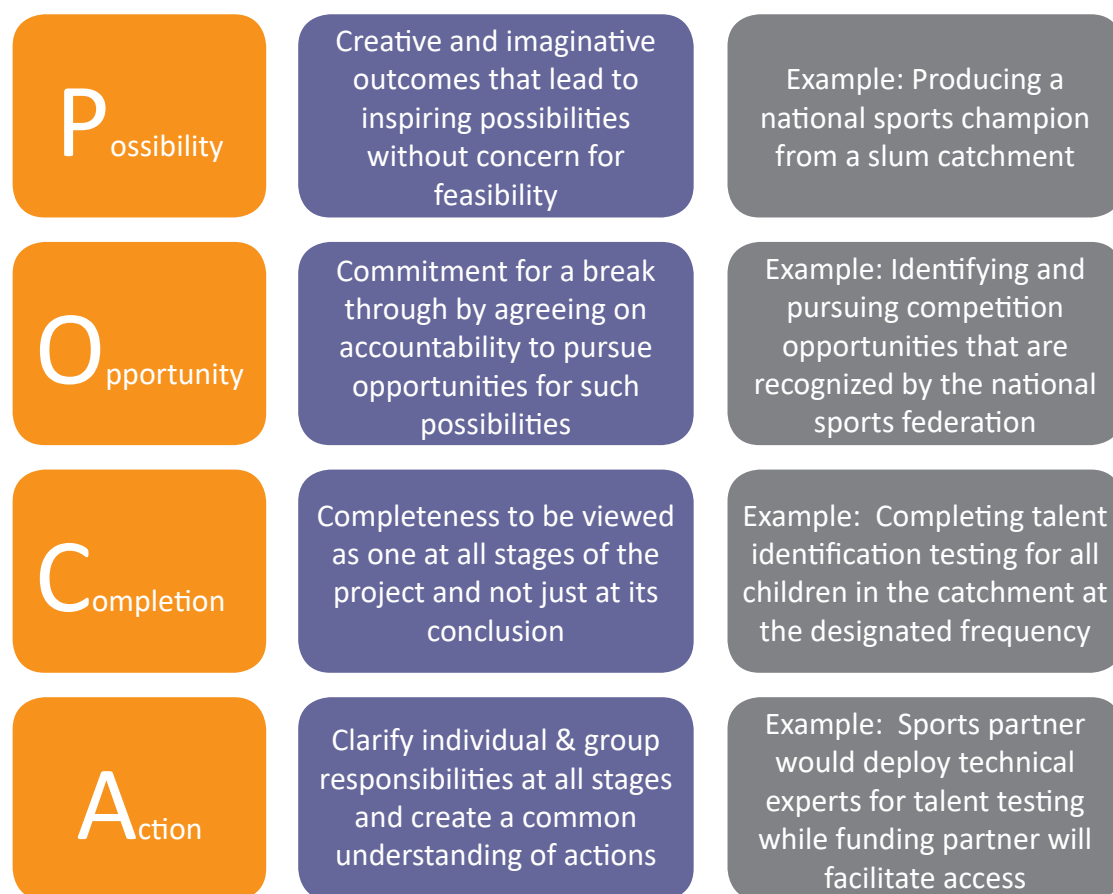 Possibility
Creative and imaginative
outcomes that lead to
inspiring possibilities
without concern for
feasibility
Example: Producing a
national sports champion
from a slum catchment
Opportunity
Commitment for a break
through by agreeing on
accountability to pursue
opportunities for such
possibilities
Example: Identifying and
pursuing competition
opportunities that are
recognized by the national
sports federation
Completion
Completeness to be viewed
as one at all stages of the
project and not just at its
conclusion
Example: Completing talent
identification testing for all
children in the catchment at
the designated frequency
Action
Clarify individual & group
responsibilities at all stages
and create a common
understanding of actions
Example: Sports partner
would deploy technical
experts for talent testing
while funding partner will
facilitate access